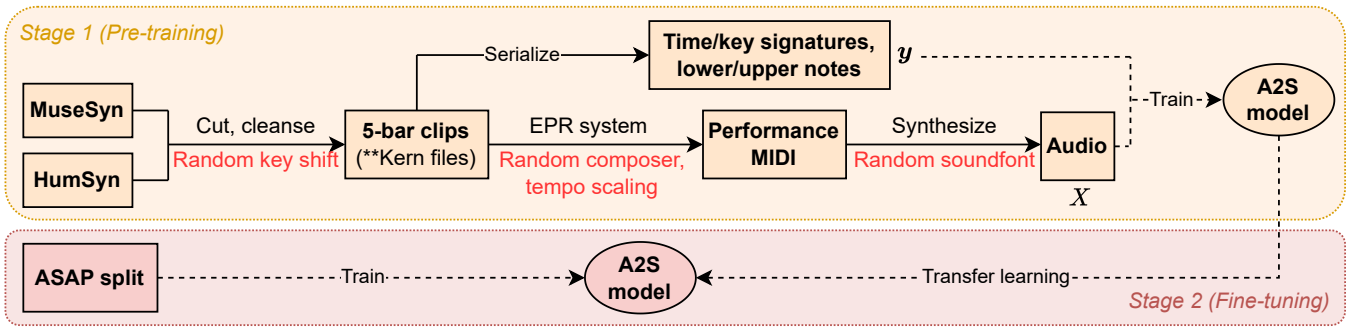 Stage 1 (Pre-training)
MuseSyn
HumSyn
Cut, cleanse
Random key shift
Serialize
5-bar clips
(**Kern files)
EPR system
Random composer,
tempo scaling
Time/key signatures,
lower/upper notes
y
Performance
MIDI
Synthesize
Random soundfont
Audio
X
Train
A2S
model
ASAP split
Train
A2S
model
Transfer learning
Stage 2 (Fine-tuning)